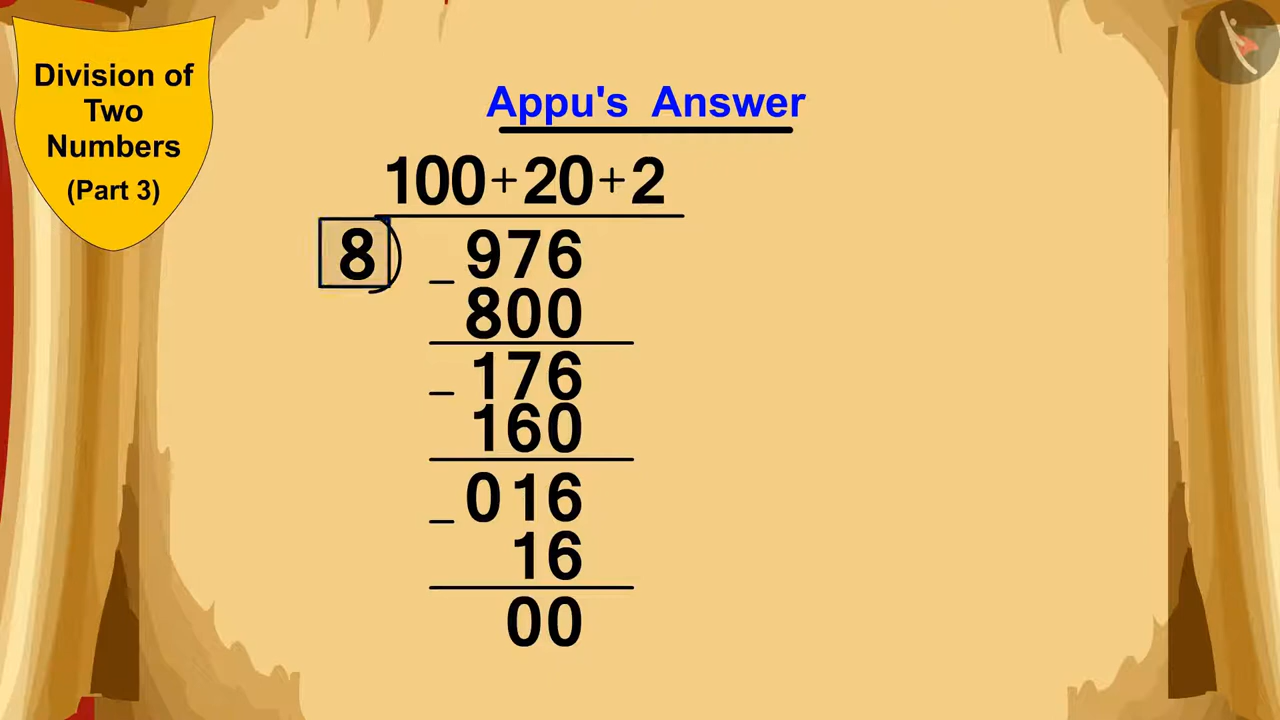 Division of
Two
Numbers
(Part 3)
Appu's Answer
100+20+2
8) _ 976
800
_ 176
160
_ 016
16
00